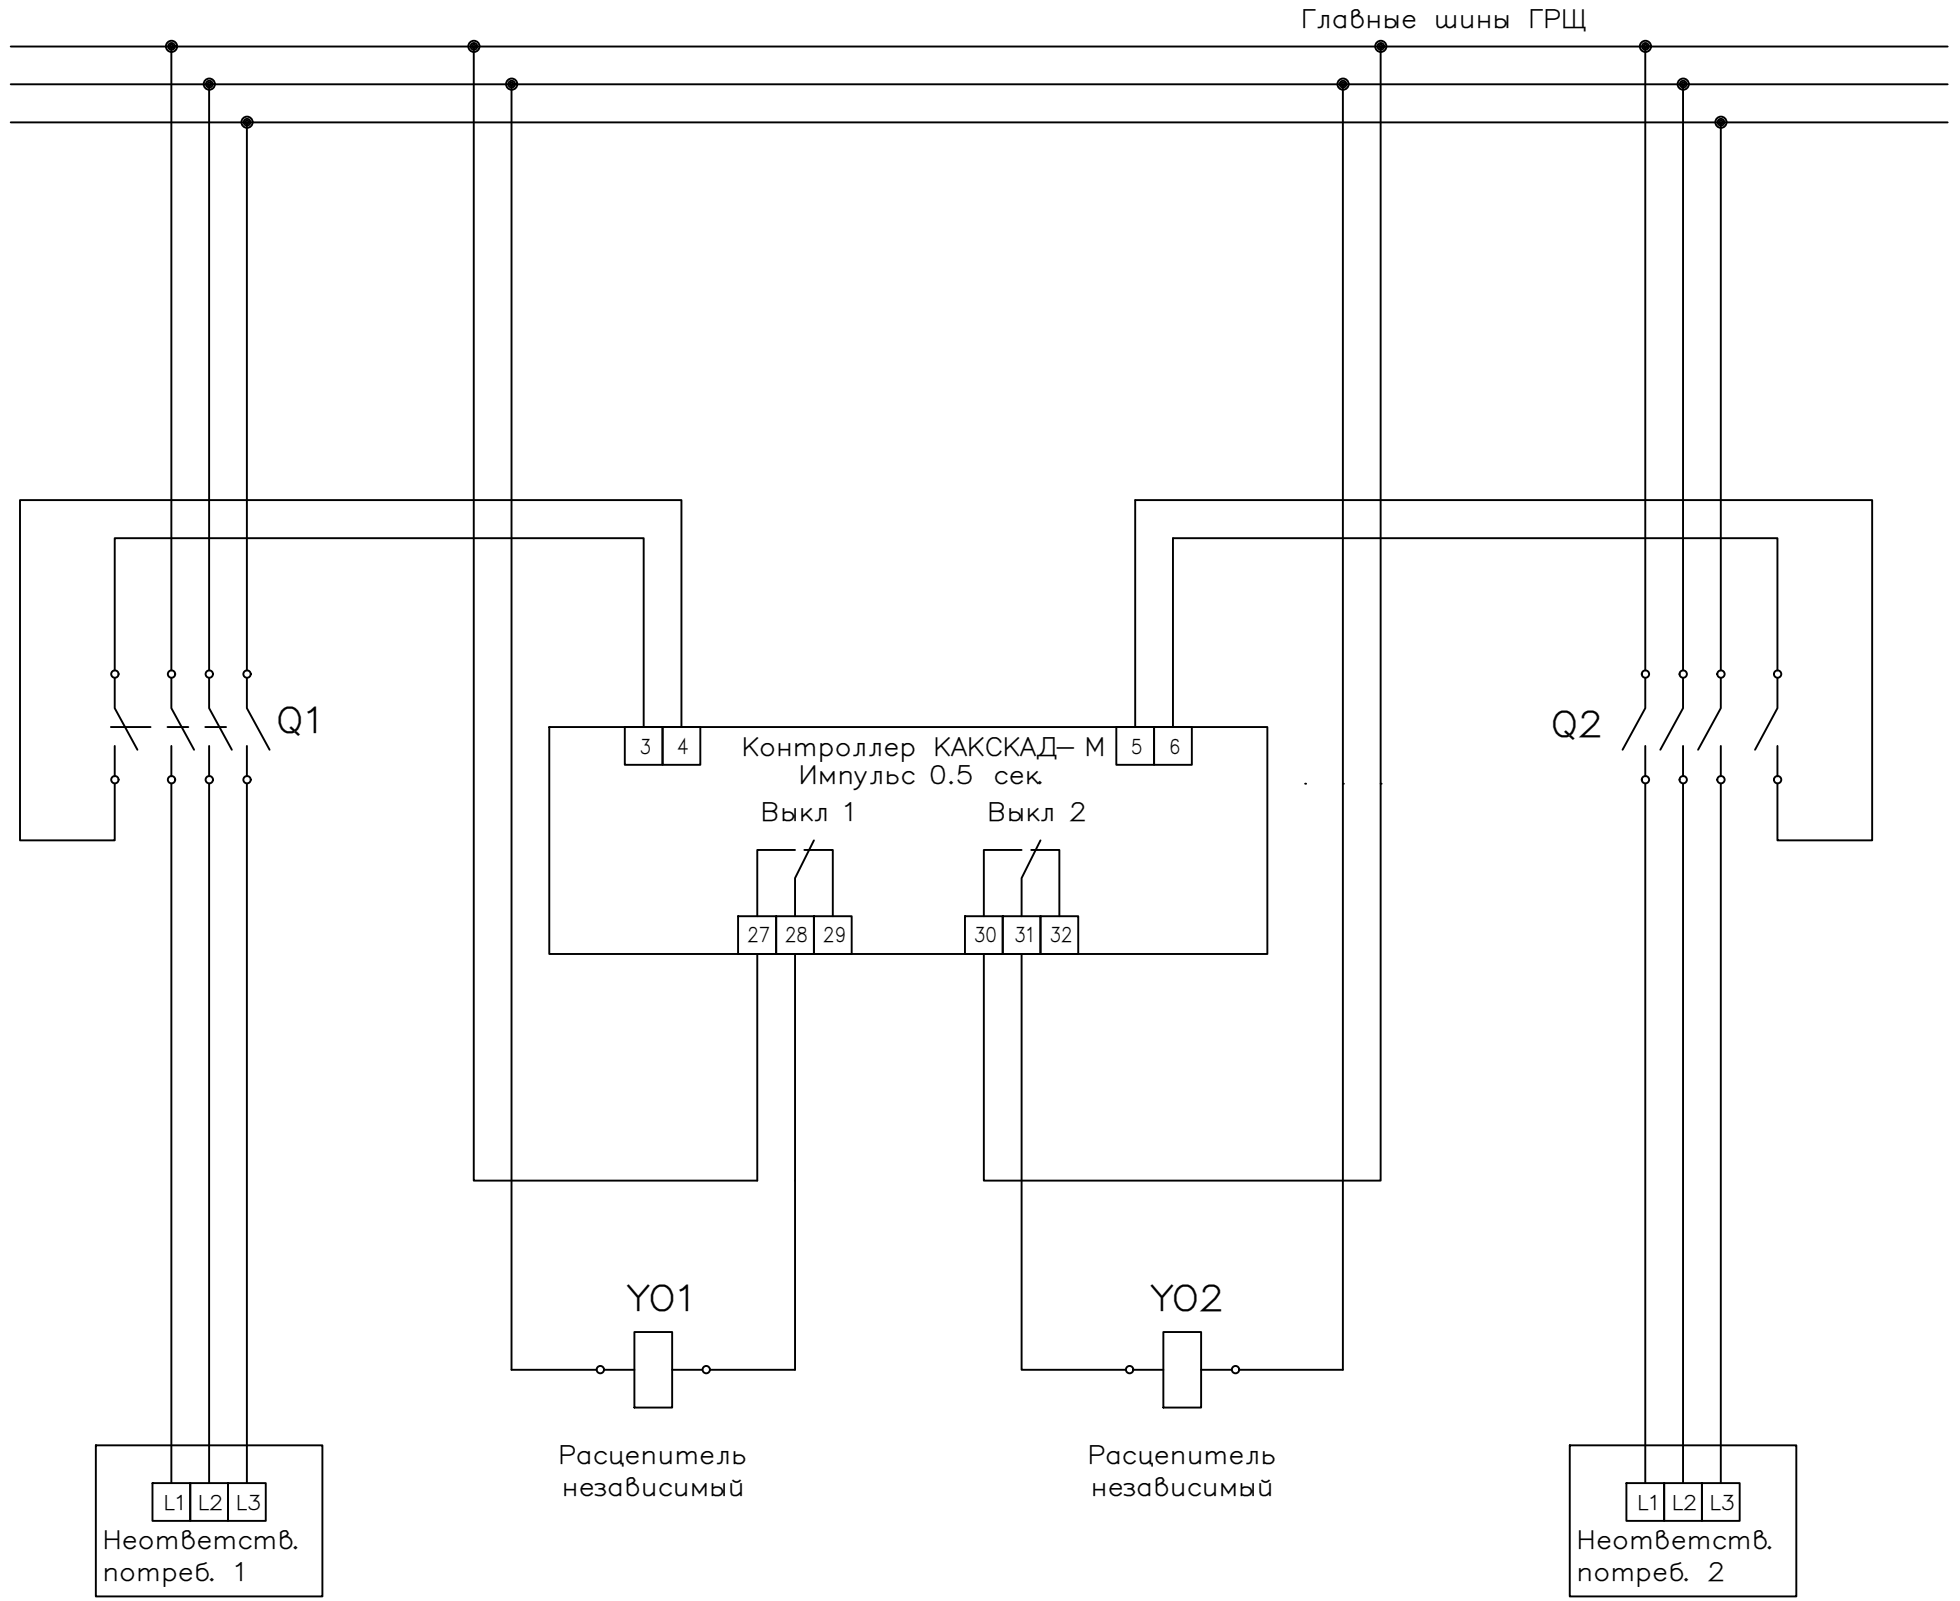 Главные шины ГРЩ
Q1
Q2
3 4
Контроллер КАКСКАД– М
5 6
Импульс 0.5 сек.
Выкл 1
Выкл 2
27 28 29
30 31 32
YO1
YO2
Расцепитель
независимый
Расцепитель
независимый
L1 L2 L3
Неответств.
потреб. 1
L1 L2 L3
Неответств.
потреб. 2